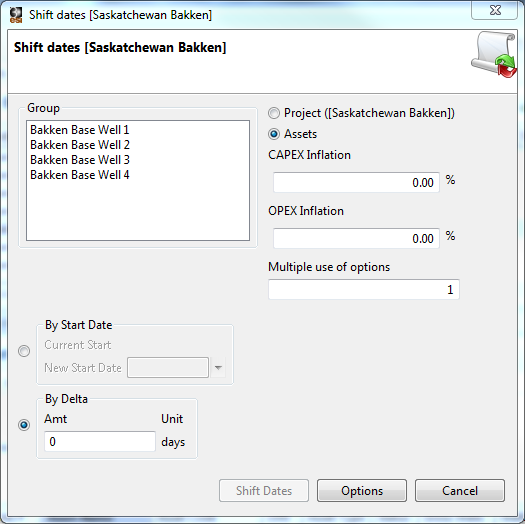 Shift dates [Saskatchewan Bakken]
Shift dates [Saskatchewan Bakken]
Group
Bakken Base Well 1
Bakken Base Well 2
Bakken Base Well 3
Bakken Base Well 4
Project ([Saskatchewan Bakken])
Assets
CAPEX Inflation
0.00 %
OPEX Inflation
0.00 %
Multiple use of options
1
By Start Date
Current Start
New Start Date
By Delta
Amt Unit
0 days
Shift Dates Options Cancel